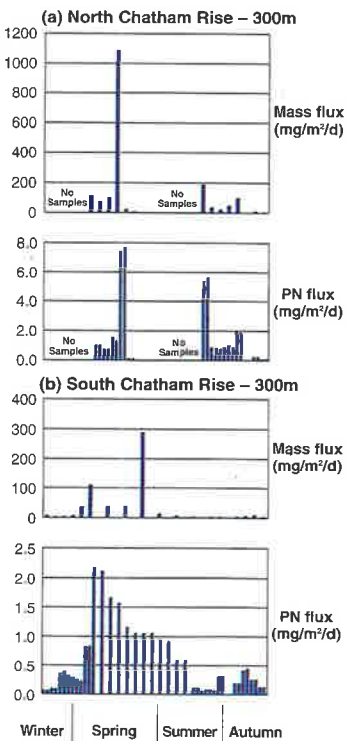 (a) North Chatham Rise – 300m
1200
1000
800
600
400
200
0
No
Samples
No
Samples
Mass flux
(mg/m²/d)
8.0
6.0
4.0
2.0
0.0
No
Samples
No
Samples
PN flux
(mg/m²/d)
(b) South Chatham Rise – 300m
400
300
200
100
0
Mass flux
(mg/m²/d)
2.5
2.0
1.5
1.0
0.5
0.0
PN flux
(mg/m²/d)
Winter Spring Summer Autumn